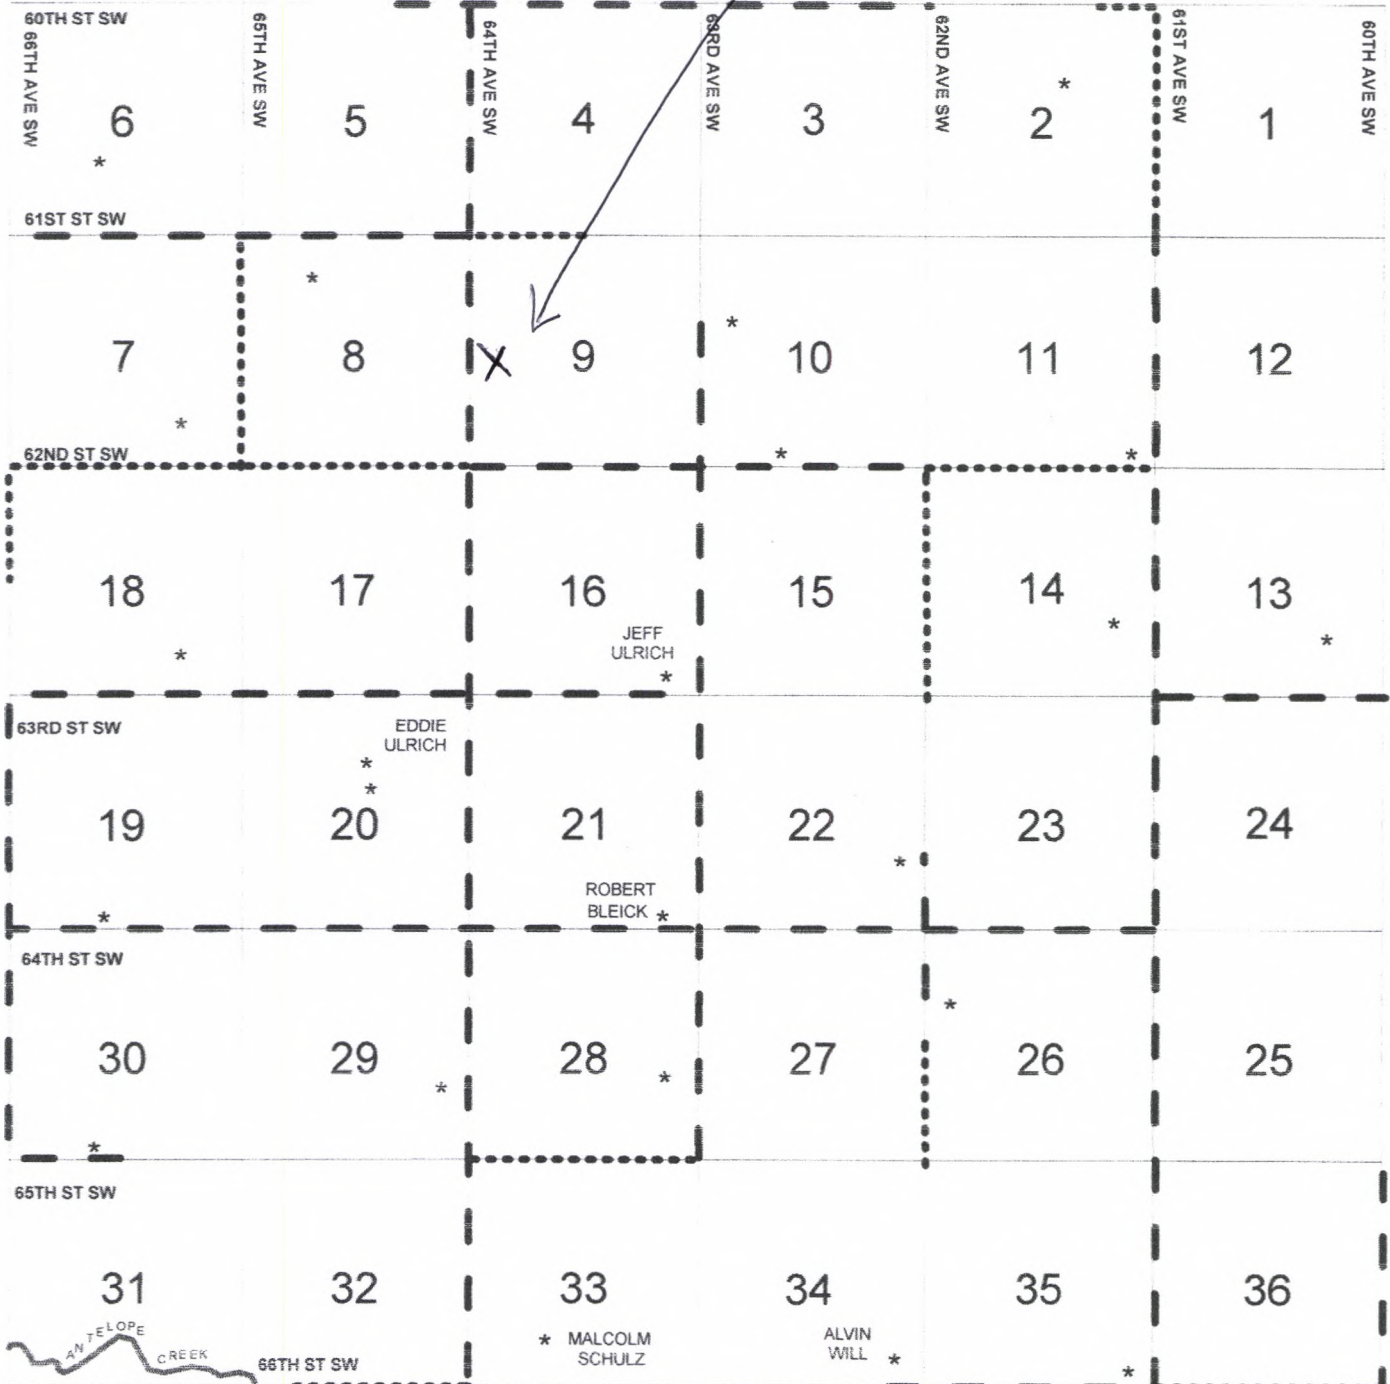 60TH ST SW
66TH AVE SW
65TH AVE SW
64TH AVE SW
63RD AVE SW
62ND AVE SW
61ST AVE SW
60TH AVE SW
6 5 4 3 2 1
*
*
61ST ST SW
* *
7 8 X 9 10 11 12
*
62ND ST SW * *
18 17 16 15 14 13
JEFF
ULRICH
* * * *
63RD ST SW
EDDIE
ULRICH
*
*
19 20 21 22 23 24
*
ROBERT
BLEICK *
*
64TH ST SW
*
30 29 28 27 26 25
* *
*
65TH ST SW
31 32 33 34 35 36
ANTELOPE
CREEK
66TH ST SW
* MALCOLM
SCHULZ
ALVIN
WILL *
*